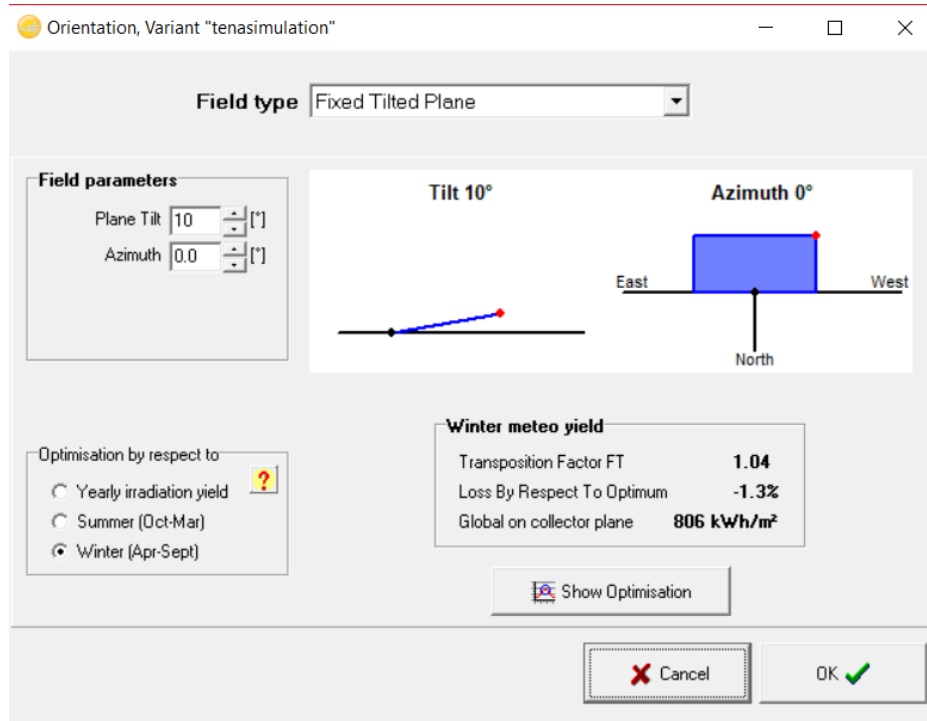 Orientation, Variant "tenasimulation"
Field type Fixed Tilted Plane
Field parameters
Plane Tilt 10 [°]
Azimuth 0.0 [°]
Tilt 10°
Azimuth 0°
East
West
North
Optimisation by respect to
?
Yearly irradiation yield
Summer (Oct-Mar)
Winter (Apr-Sept)
Winter meteo yield
Transposition Factor FT 1.04
Loss By Respect To Optimum -1.3%
Global on collector plane 806 kWh/m²
Show Optimisation
Cancel
OK